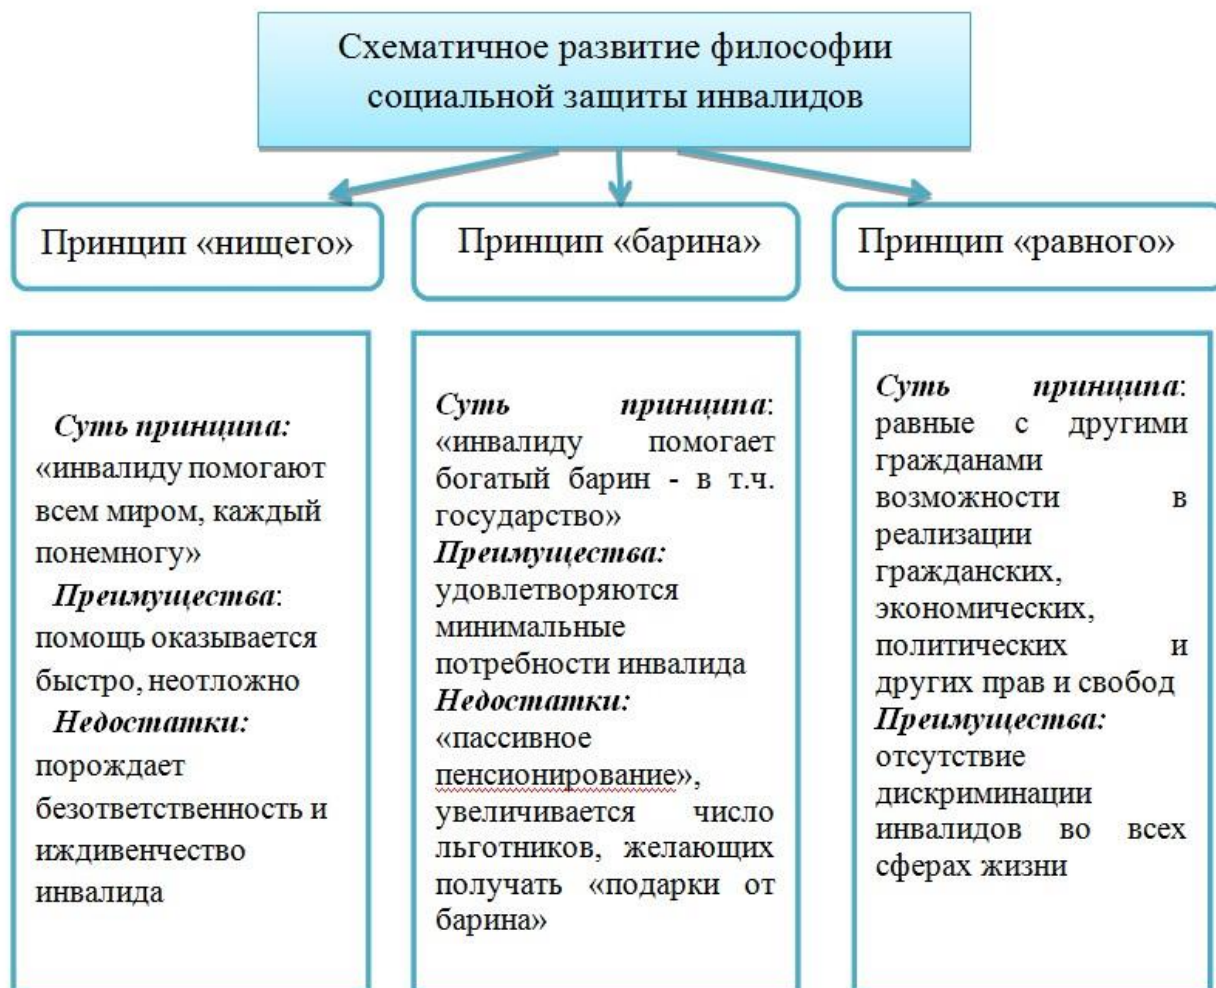 Схематичное развитие философии
социальной защиты инвалидов
Принцип «нищего»
Принцип «барина»
Принцип «равного»
Суть принципа:
«инвалиду помогают
всем миром, каждый
понемногу»
Преимущества:
помощь оказывается
быстро, неотложно
Недостатки:
порождает
безответственность и
иждивенчество
инвалида
Суть принципа:
«инвалиду помогает
богатый барин - в т.ч.
государство»
Преимущества:
удовлетворяются
минимальные
потребности инвалида
Недостатки:
«пассивное
пенсионирование»,
увеличивается число
льготников, желающих
получать «подарки от
барина»
Суть принципа:
равные с другими
гражданами
возможности в
реализации
гражданских,
экономических,
политических и
других прав и свобод
Преимущества:
отсутствие
дискриминации
инвалидов во всех
сферах жизни